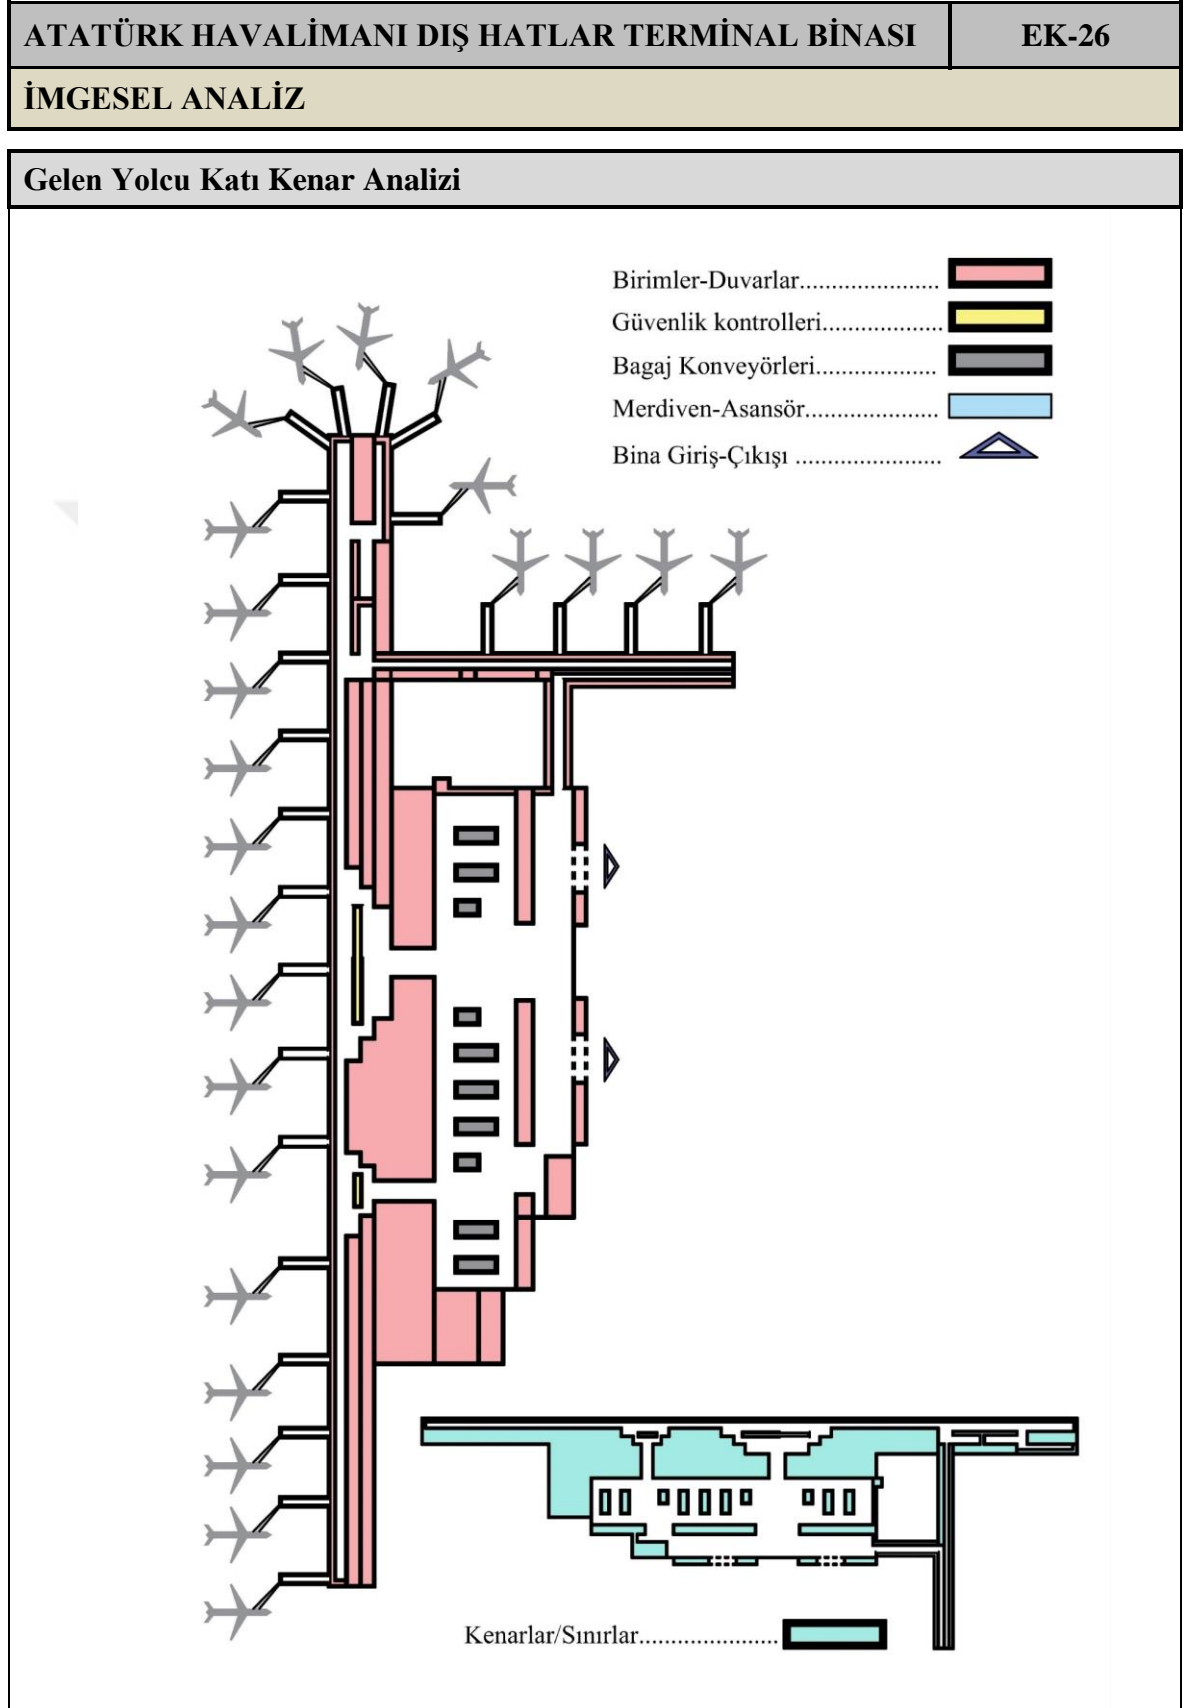 ATATÜRK HAVALİMANI DIŞ HATLAR TERMİNAL BİNASI EK-26
İMGESEL ANALİZ
Gelen Yolcu Katı Kenar Analizi
Birimler-Duvarlar......................
Güvenlik kontrolleri...................
Bagaj Konveyörleri...................
Merdiven-Asansör.....................
Bina Giriş-Çıkışı .......................
Kenarlar/Sınırlar......................